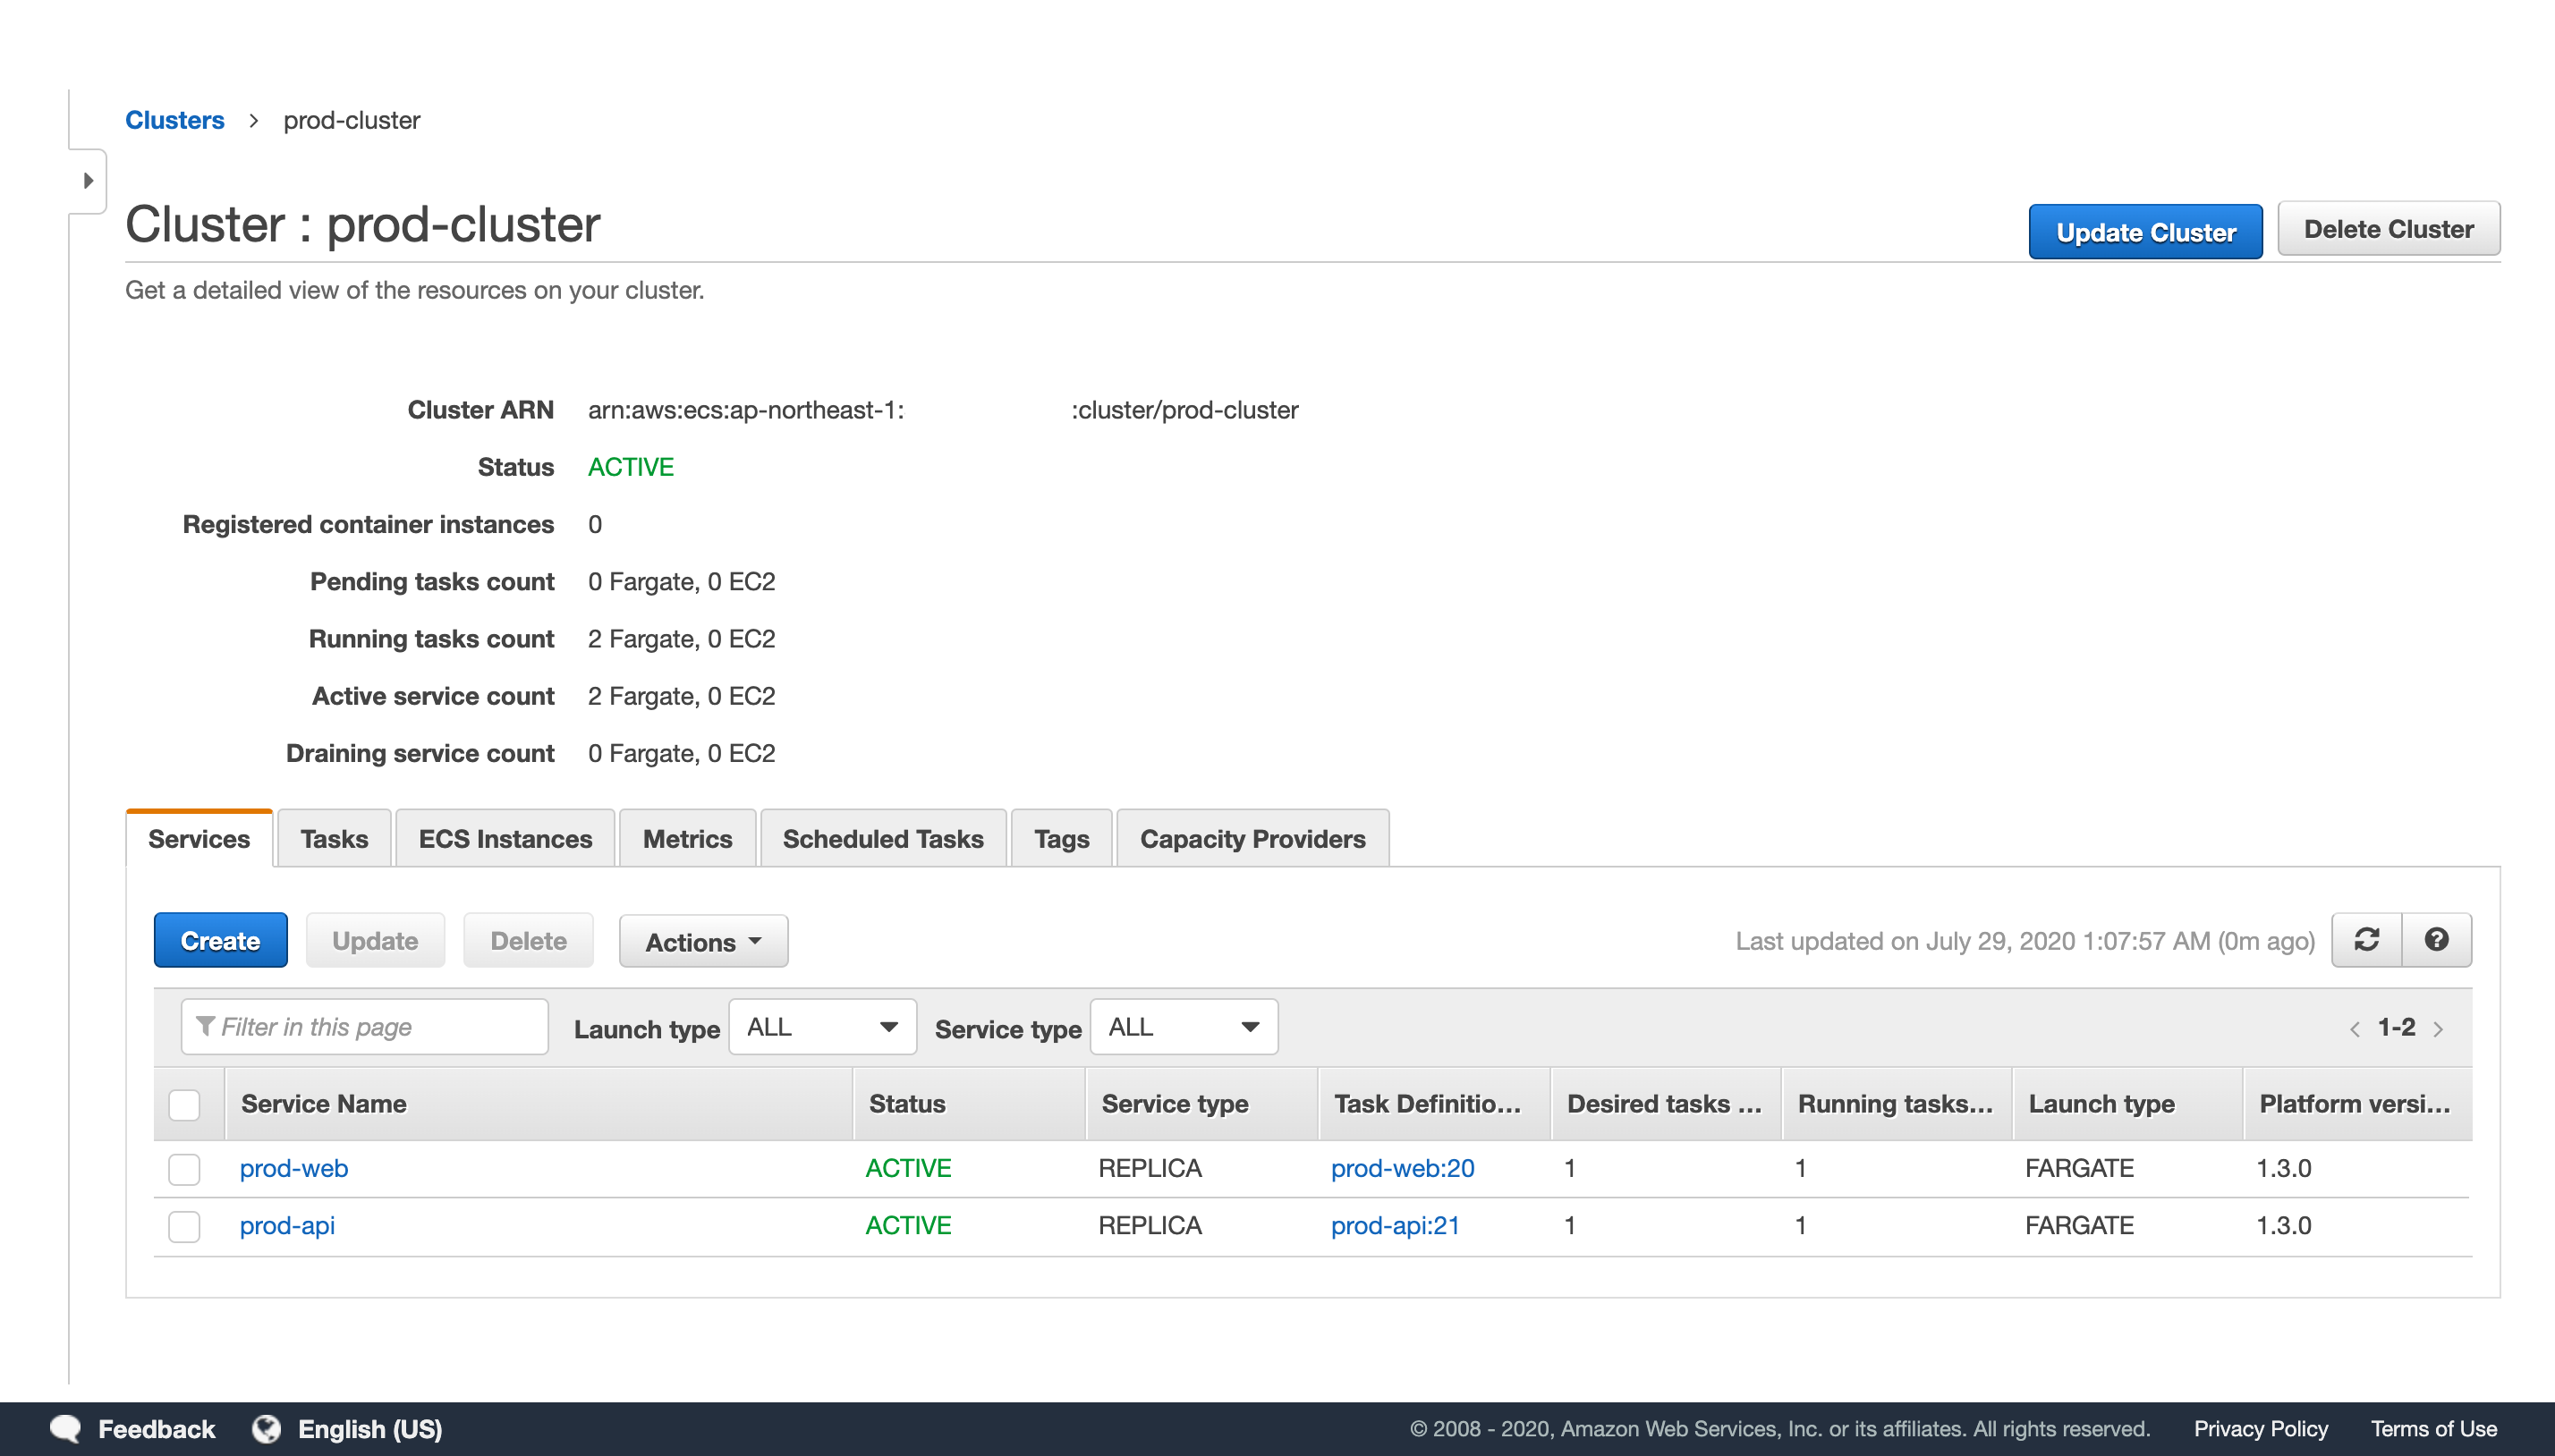 Clusters > prod-cluster
Cluster : prod-cluster
Update Cluster
Delete Cluster
Get a detailed view of the resources on your cluster.
Cluster ARN arn:aws:ecs:ap-northeast-1: :cluster/prod-cluster
Status ACTIVE
Registered container instances 0
Pending tasks count 0 Fargate, 0 EC2
Running tasks count 2 Fargate, 0 EC2
Active service count 2 Fargate, 0 EC2
Draining service count 0 Fargate, 0 EC2
Services Tasks ECS Instances Metrics Scheduled Tasks Tags Capacity Providers
Create Update Delete Actions Last updated on July 29, 2020 1:07:57 AM (0m ago) ?
Filter in this page Launch type ALL Service type ALL < 1-2 >
Service Name Status Service type Task Definitio... Desired tasks ... Running tasks... Launch type Platform versi...
prod-web ACTIVE REPLICA prod-web:20 1 1 FARGATE 1.3.0
prod-api ACTIVE REPLICA prod-api:21 1 1 FARGATE 1.3.0
Feedback English (US) © 2008 - 2020, Amazon Web Services, Inc. or its affiliates. All rights reserved. Privacy Policy Terms of Use